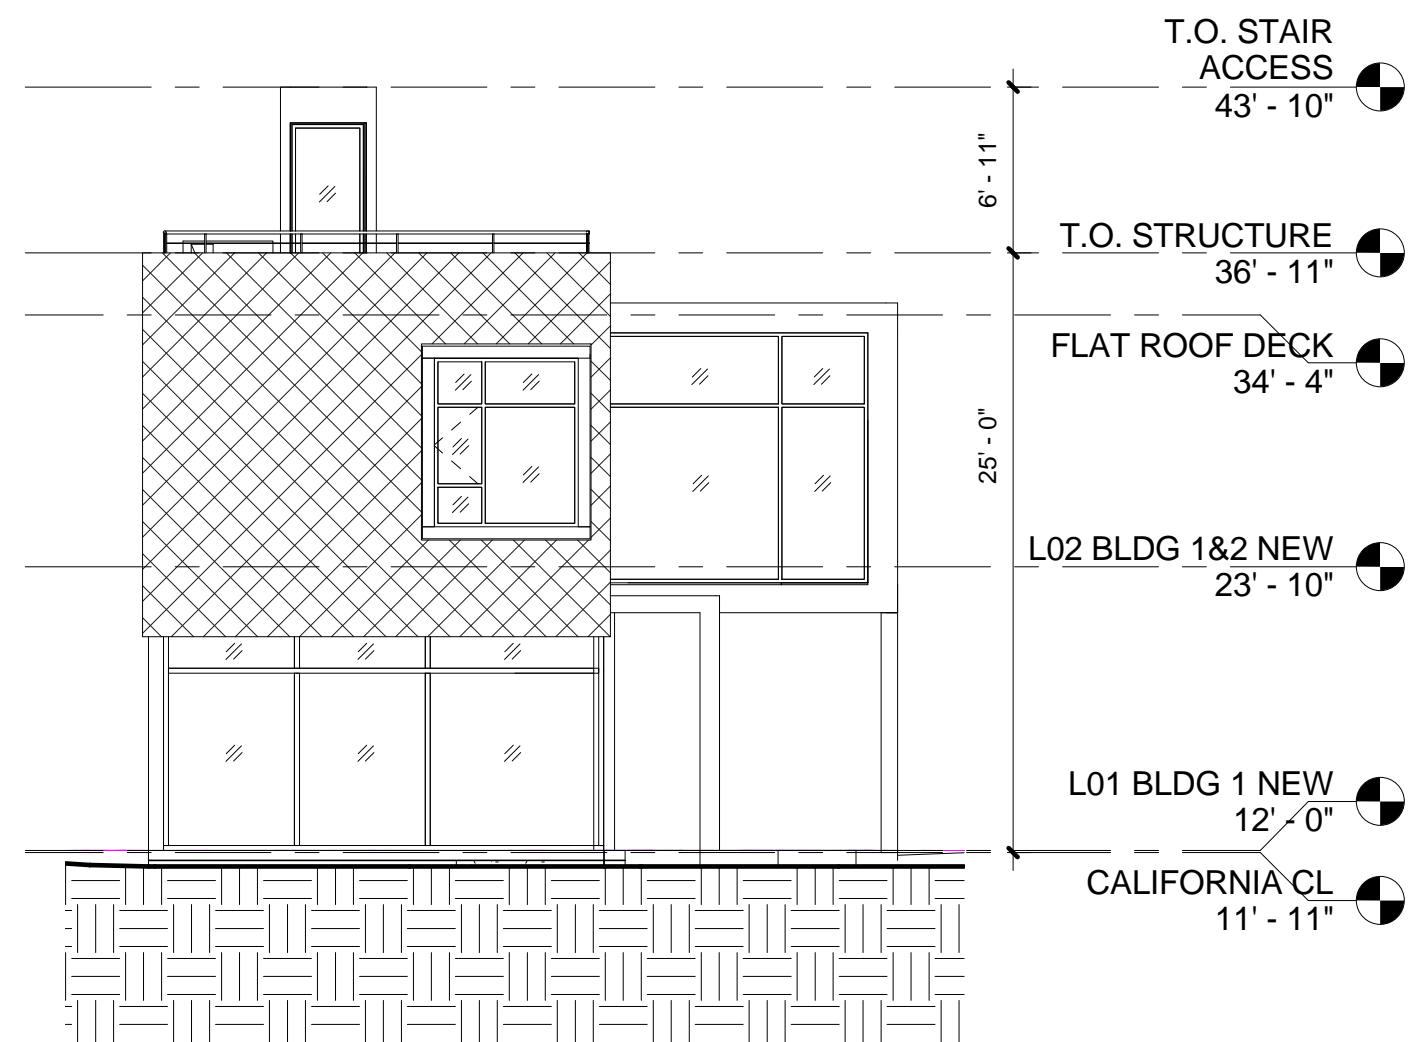 T.O. STAIR
ACCESS
43' - 10"
6' - 11"
T.O. STRUCTURE
36' - 11"
FLAT ROOF DECK
34' - 4"
25' - 0"
L02 BLDG 1&2 NEW
23' - 10"
L01 BLDG 1 NEW
12' - 0"
CALIFORNIA CL
11' - 11"